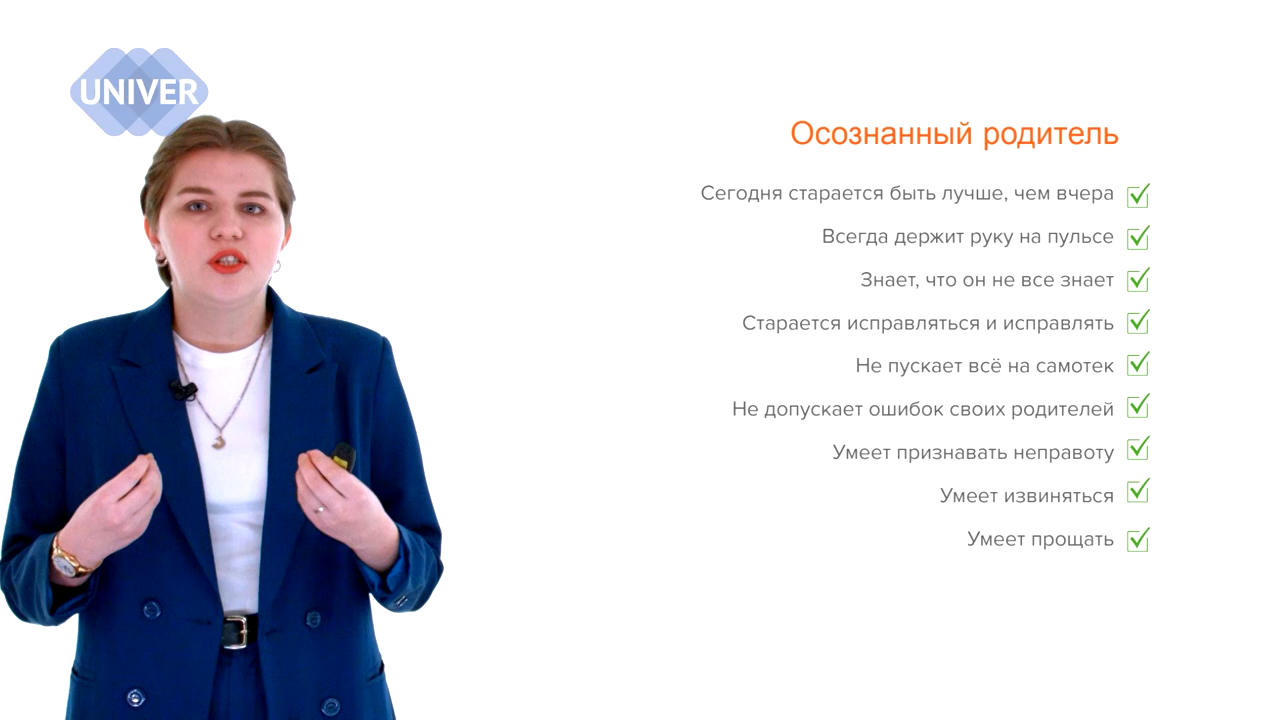 UNIVER
Осознанный родитель
Сегодня старается быть лучше, чем вчера
Всегда держит руку на пульсе
Знает, что он не все знает
Старается исправляться и исправлять
Не пускает всё на самотек
Не допускает ошибок своих родителей
Умеет признавать неправоту
Умеет извиняться
Умеет прощать